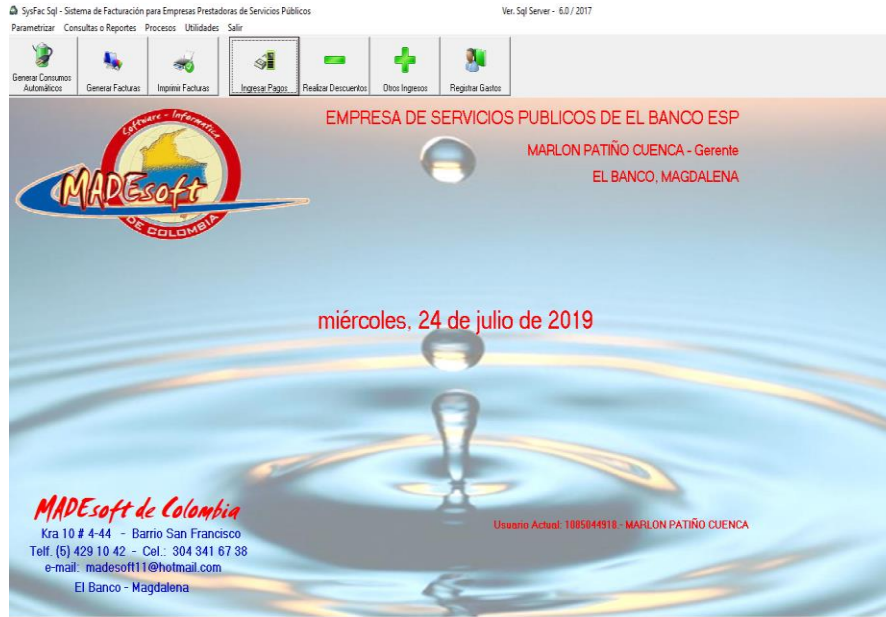 SysFac Sql - Sistema de Facturación para Empresas Prestadoras de Servicios Públicos
Ver. Sql Server - 6.0 / 2017
Parametrizar Consultas o Reportes Procesos Utilidades Salir
Generar Consumos Automáticos
Generar Facturas
Imprimir Facturas
Ingresar Pagos
Realizar Descuentos
Otros Ingresos
Registrar Gastos
Software - Informatica
MADEsoft
DE COLOMBIA
EMPRESA DE SERVICIOS PUBLICOS DE EL BANCO ESP
MARLON PATIÑO CUENCA - Gerente
EL BANCO, MAGDALENA
miércoles, 24 de julio de 2019
MADEsoft de Colombia
Kra 10 # 4-44 - Barrio San Francisco
Telf. (5) 429 10 42 - Cel.: 304 341 67 38
e-mail: madesoft11@hotmail.com
El Banco - Magdalena
Usuario Actual: 1085044918.- MARLON PATIÑO CUENCA